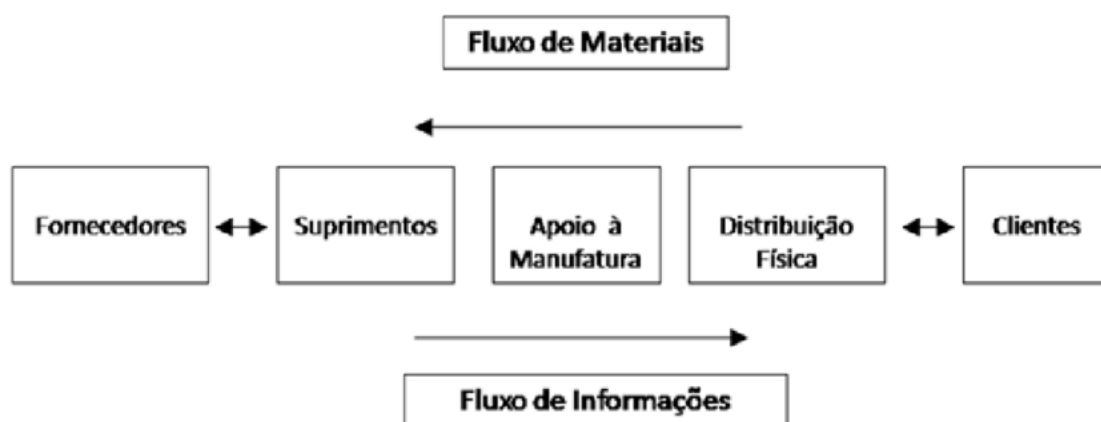 Fluxo de Materiais
Fornecedores
Suprimentos
Apoio à
Manufatura
Distribuição
Física
Clientes
Fluxo de Informações